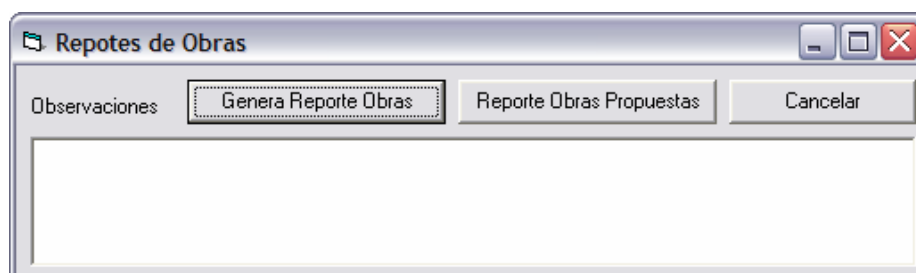 Repotes de Obras
Observaciones Genera Reporte Obras Reporte Obras Propuestas Cancelar